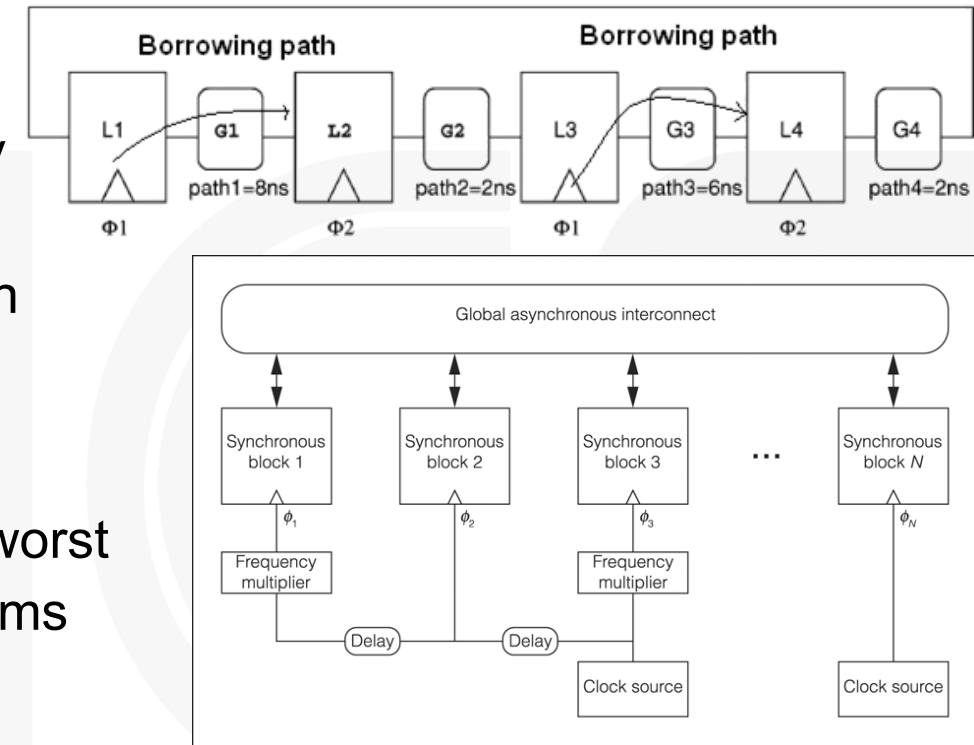 Borrowing path
Borrowing path
L1
G1
L2
G2
L3
G3
L4
G4
path1=8ns
path2=2ns
path3=6ns
path4=2ns
Φ1
Φ2
Φ1
Φ2
Global asynchronous interconnect
Synchronous
block 1
Synchronous
block 2
Synchronous
block 3
...
Synchronous
block N
ϕ1
ϕ2
ϕ3
ϕN
Frequency
multiplier
Frequency
multiplier
Delay
Delay
Clock source
Clock source
worst